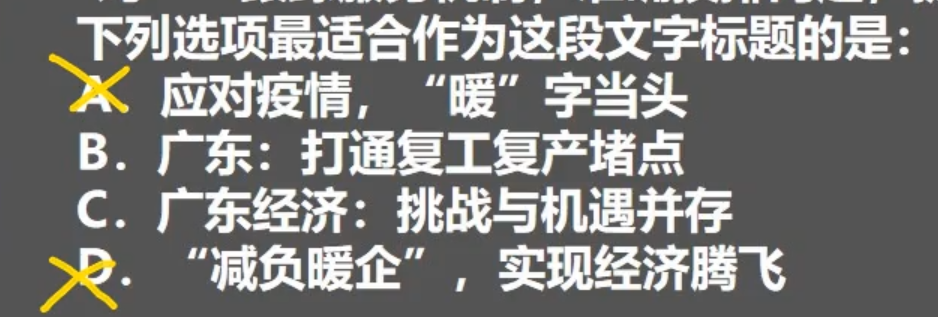 下列选项最适合作为这段文字标题的是：
A．应对疫情，“暖”字当头
B．广东：打通复工复产堵点
C．广东经济：挑战与机遇并存
D．“减负暖企”，实现经济腾飞